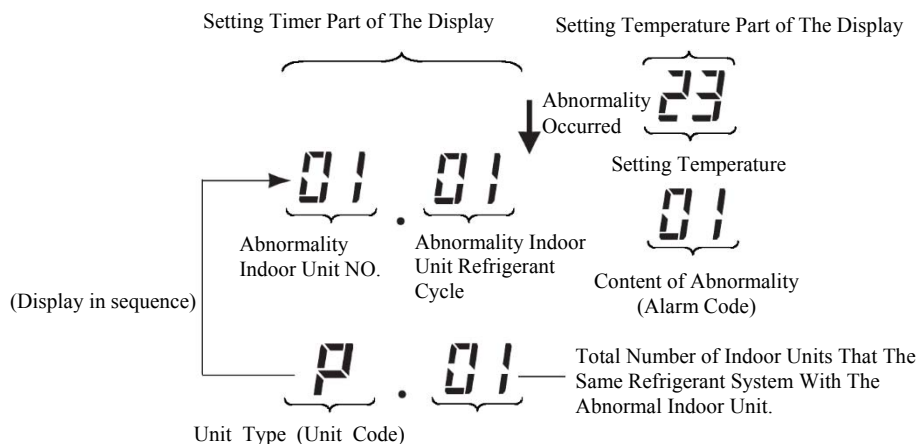 Setting Timer Part of The Display
Setting Temperature Part of The Display
23
Abnormality
Occurred
Setting Temperature
01 . 01
01
Abnormality
Indoor Unit NO.
Abnormality Indoor
Unit Refrigerant
Cycle
Content of Abnormality
(Alarm Code)
(Display in sequence)
P . 01
Total Number of Indoor Units That The
Same Refrigerant System With The
Abnormal Indoor Unit.
Unit Type (Unit Code)